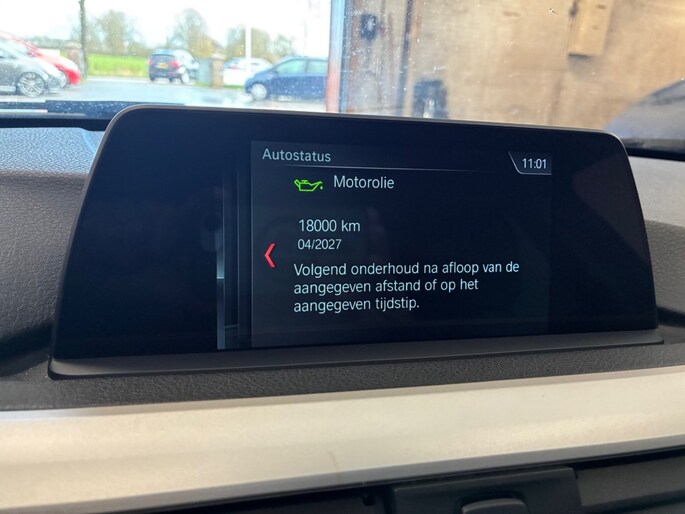 Autostatus
11:01
Motorolie
18000 km
04/2027
Volgend onderhoud na afloop van de
aangegeven afstand of op het
aangegeven tijdstip.